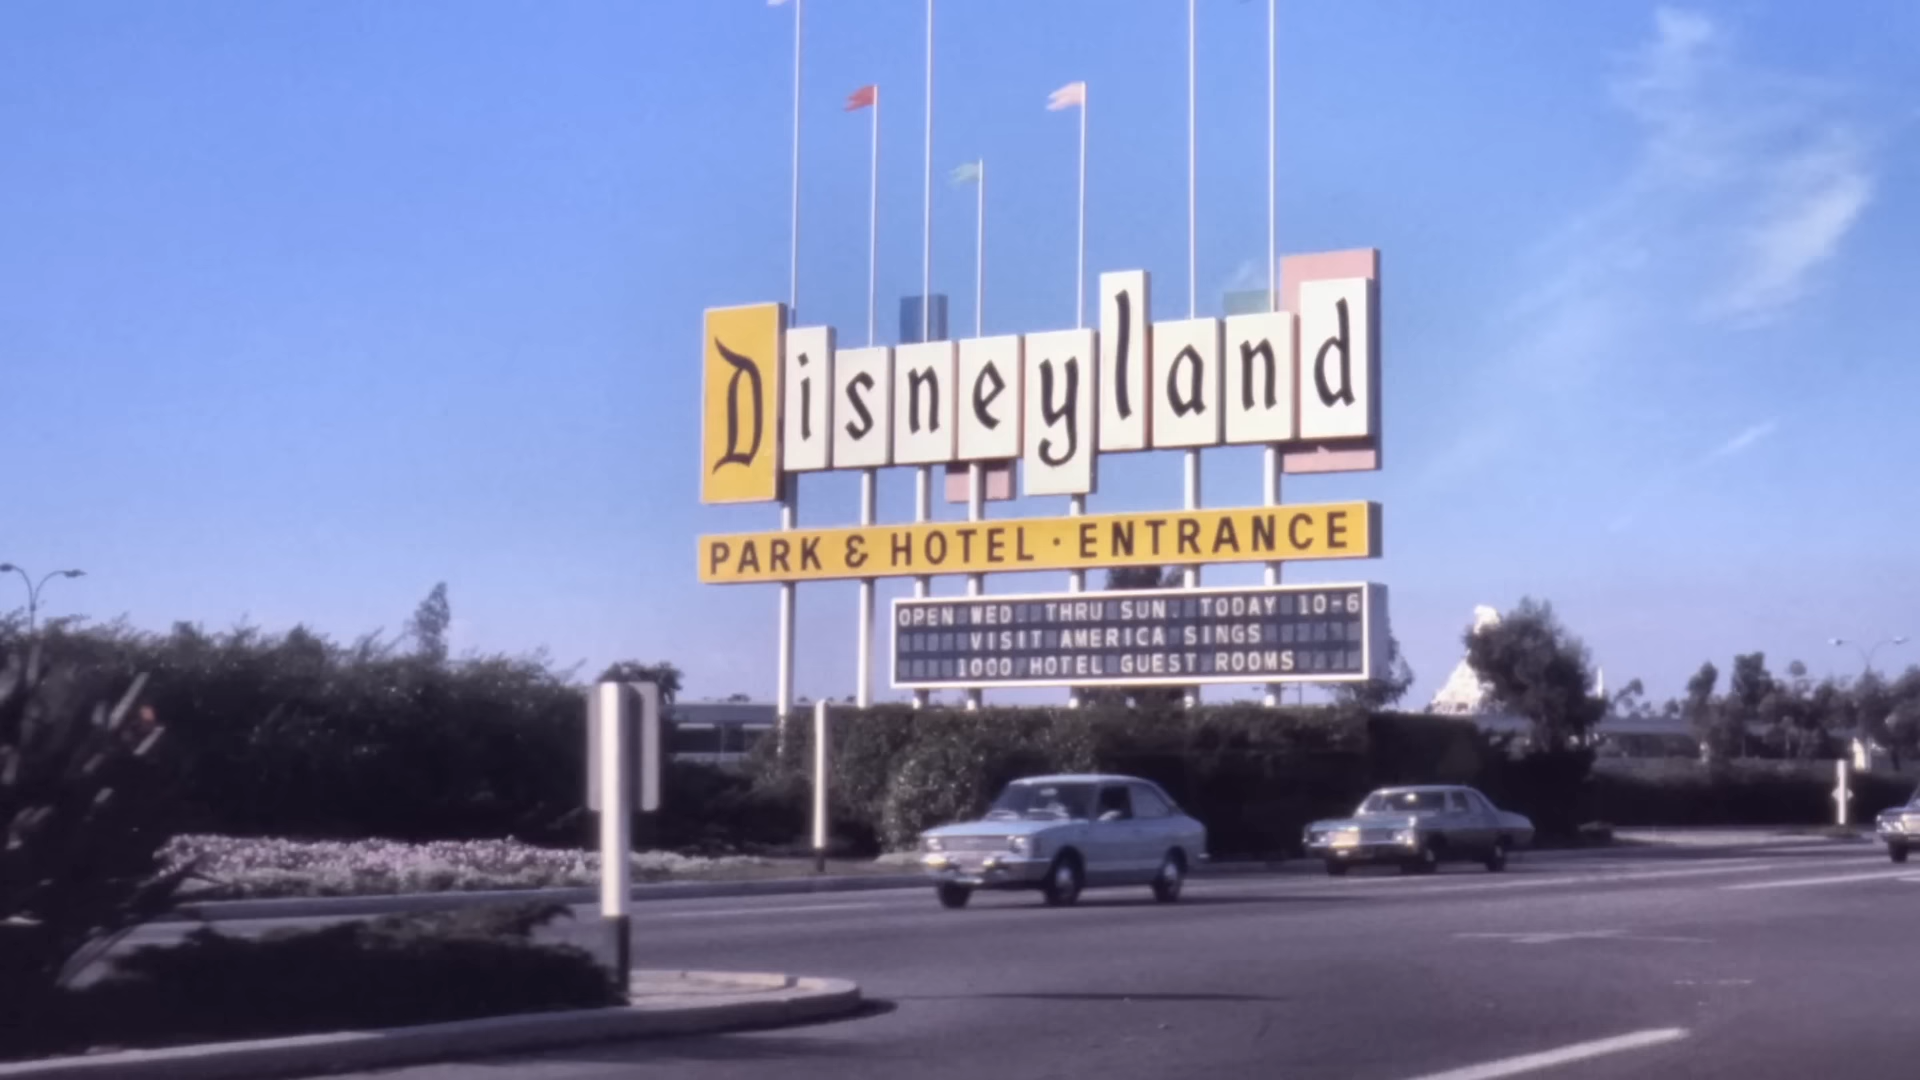 Disneyland
PARK & HOTEL · ENTRANCE
OPEN WED. THRU SUN. TODAY 10-6
VISIT AMERICA SINGS
1000 HOTEL GUEST ROOMS